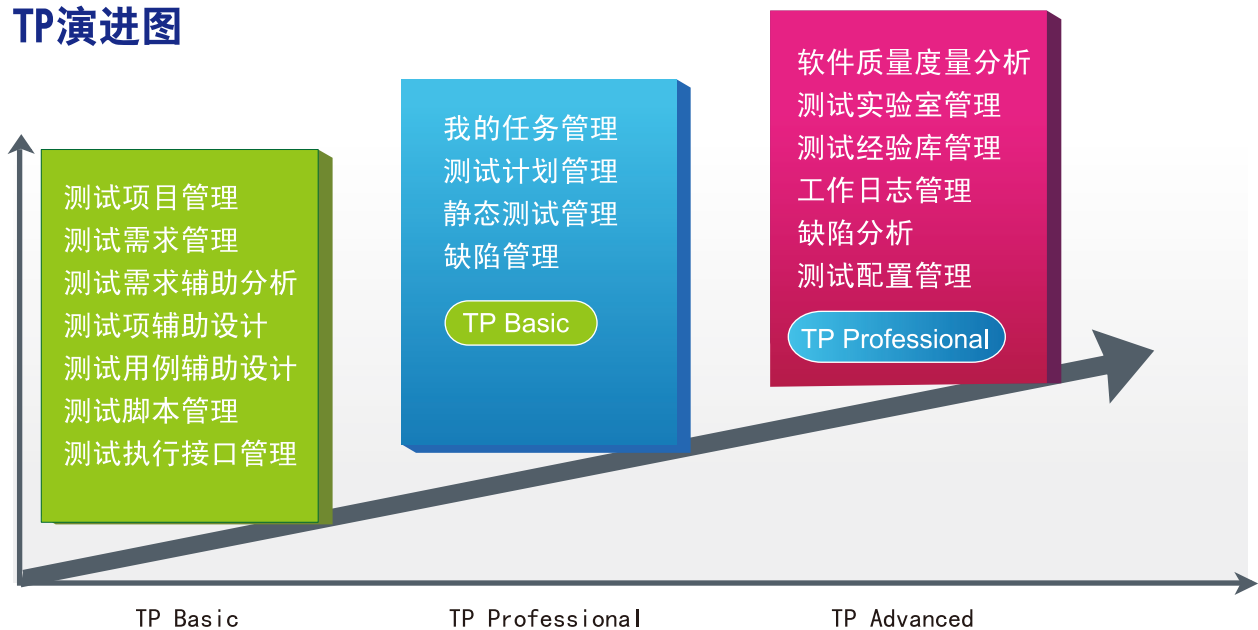 TP演进图
测试项目管理
测试需求管理
测试需求辅助分析
测试项辅助设计
测试用例辅助设计
测试脚本管理
测试执行接口管理
我的任务管理
测试计划管理
静态测试管理
缺陷管理
TP Basic
软件质量度量分析
测试实验室管理
测试经验库管理
工作日志管理
缺陷分析
测试配置管理
TP Professional
TP Basic
TP Professional
TP Advanced